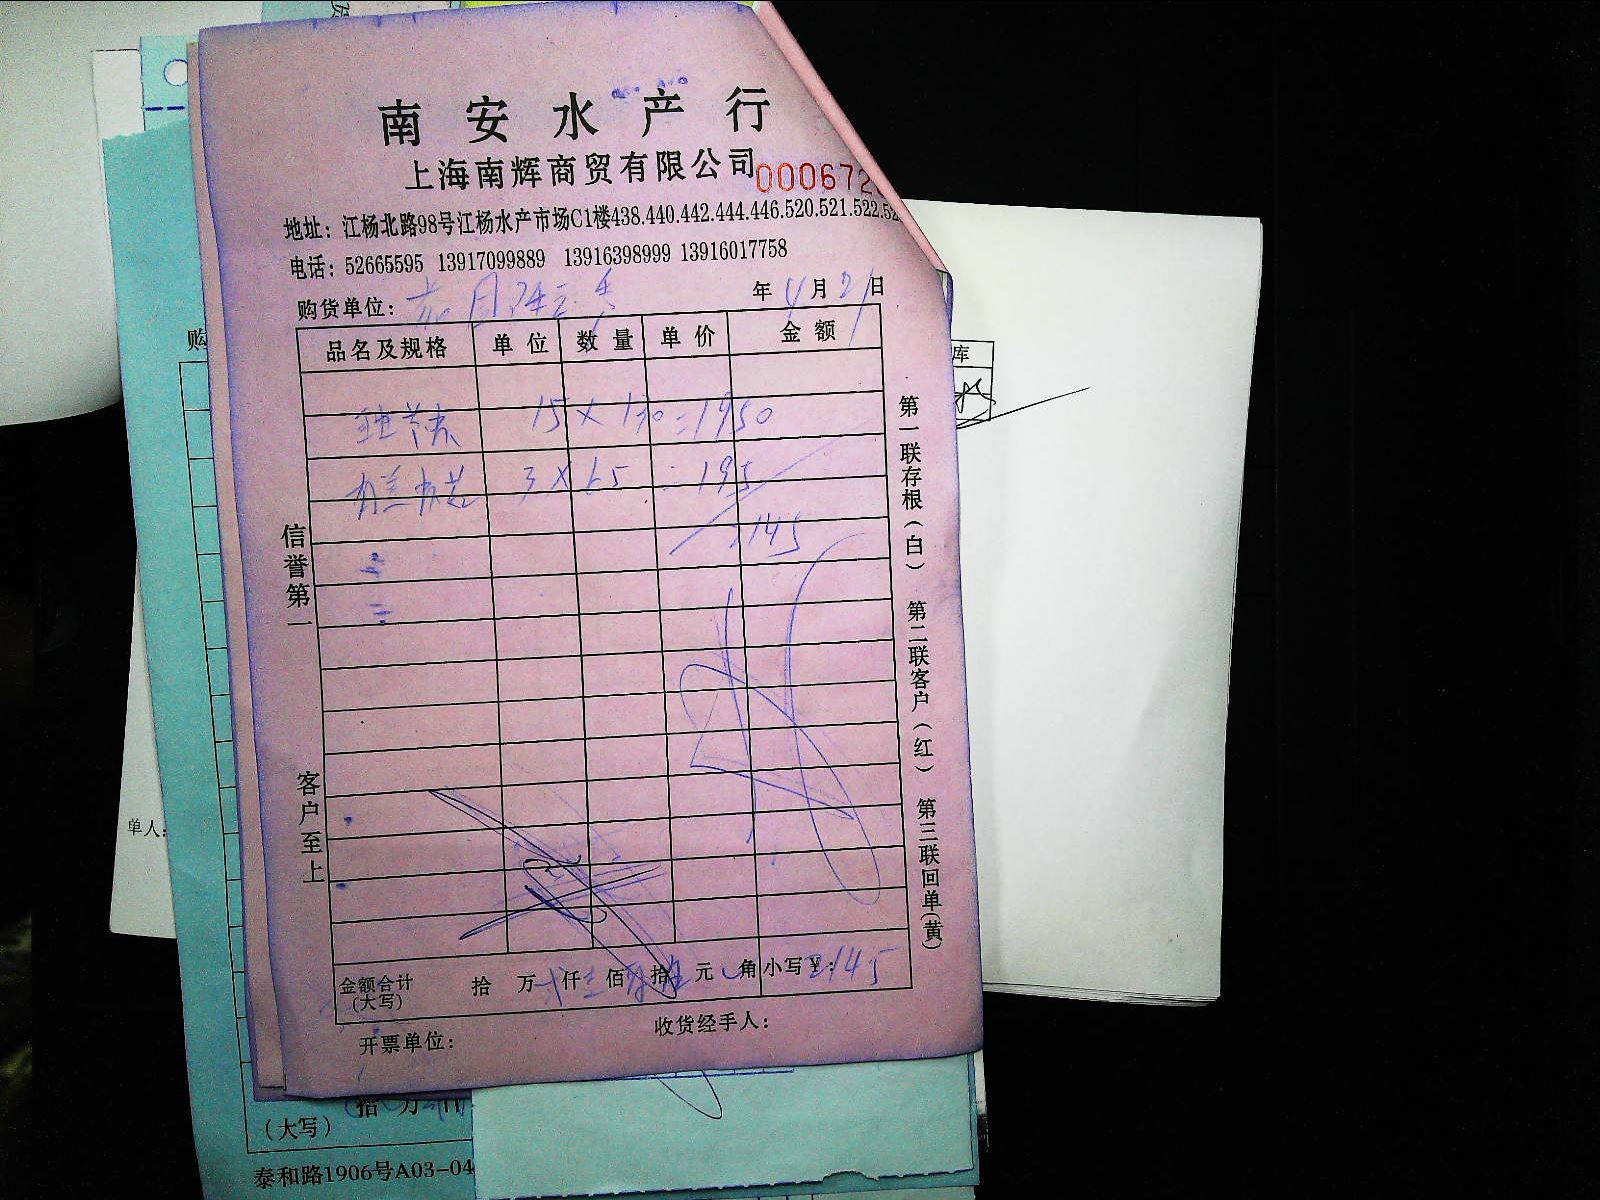 南安水产行
上海南辉商贸有限公司
000672
地址：江杨北路98号江杨水产市场C1楼438.440.442.444.446.520.521.522.52
电话：52665595 13917099889 13916398999 13916017758
购货单位：
年 4月21日
品名及规格 单位 数量 单价 金额
15×130=1950
3×65=195
2145
信誉第一
客户至上
第一联存根（白） 第二联客户（红） 第三联回单（黄）
金额合计（大写） 拾 万 仟 佰 拾 元 角 小写¥：2145
开票单位：
收货经手人：
购
库
单人：
拾 万
（大写）
泰和路1906号A03-04